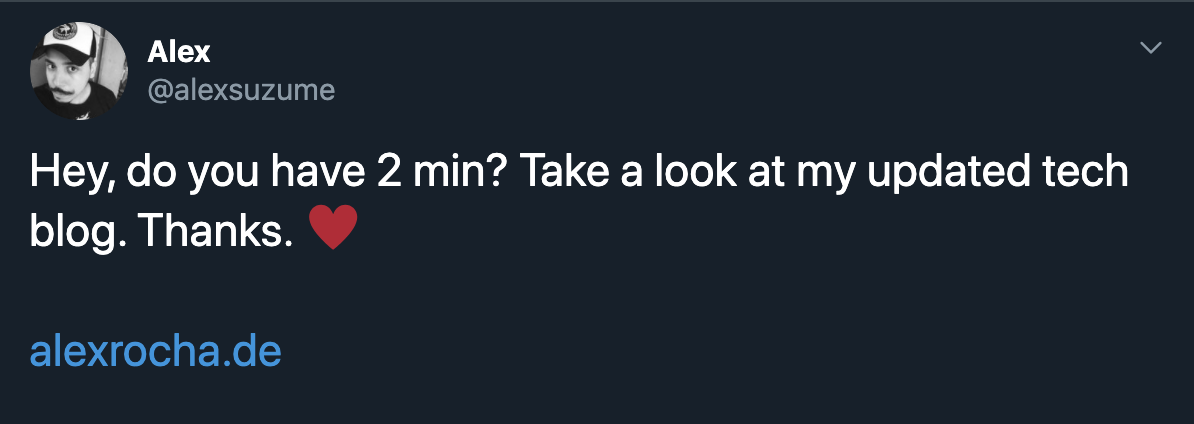 Alex
@alexsuzume
Hey, do you have 2 min? Take a look at my updated tech
blog. Thanks. ❤️
alexrocha.de